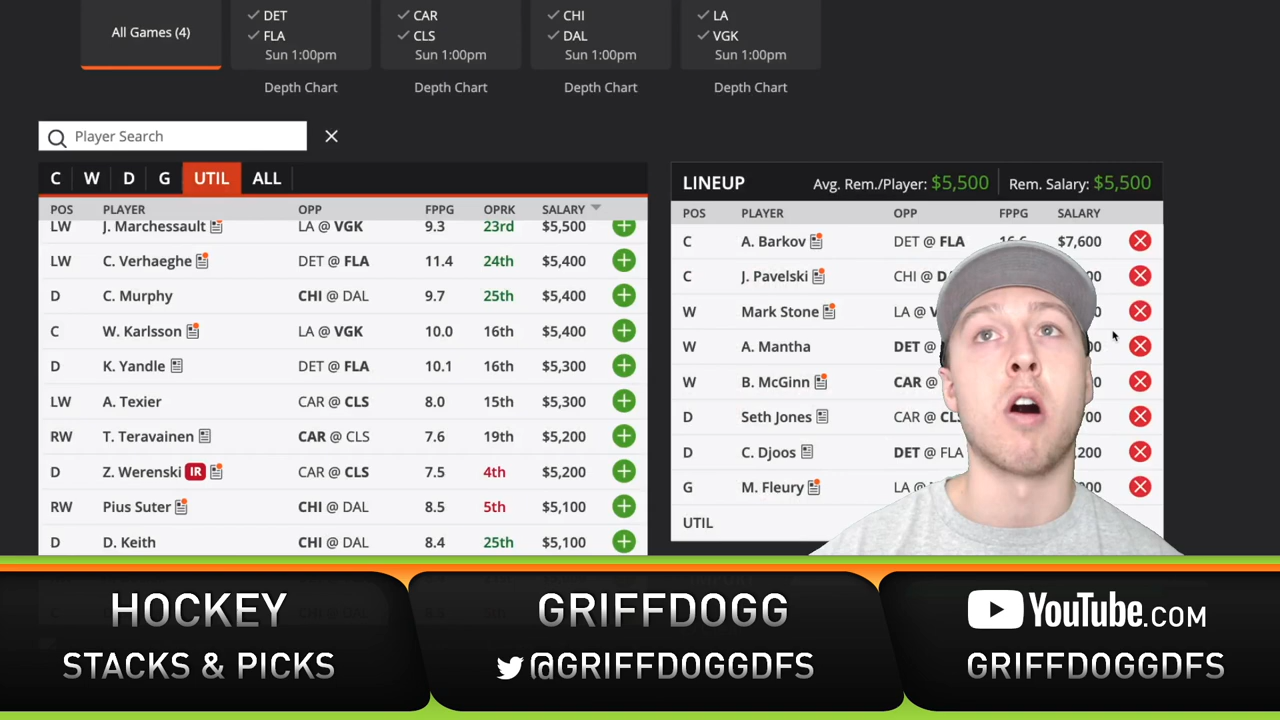 All Games (4)
DET
FLA
Sun 1:00pm
Depth Chart
CAR
CLS
Sun 1:00pm
Depth Chart
CHI
DAL
Sun 1:00pm
Depth Chart
LA
VGK
Sun 1:00pm
Depth Chart
Player Search
C W D G UTIL ALL
POS PLAYER OPP FPPG OPRK SALARY
LW J. Marchessault LA @ VGK 9.3 23rd $5,500
LW C. Verhaeghe DET @ FLA 11.4 24th $5,400
D C. Murphy CHI @ DAL 9.7 25th $5,400
C W. Karlsson LA @ VGK 10.0 16th $5,400
D K. Yandle DET @ FLA 10.1 16th $5,300
LW A. Texier CAR @ CLS 8.0 15th $5,300
RW T. Teravainen CAR @ CLS 7.6 19th $5,200
D Z. Werenski IR CAR @ CLS 7.5 4th $5,200
RW Pius Suter CHI @ DAL 8.5 5th $5,100
D D. Keith CHI @ DAL 8.4 25th $5,100
LINEUP Avg. Rem./Player: $5,500 Rem. Salary: $5,500
POS PLAYER OPP FPPG SALARY
C A. Barkov DET @ FLA $7,600
C J. Pavelski CHI @
W Mark Stone LA @
W A. Mantha DET @
W B. McGinn CAR @
D Seth Jones CAR @
D C. Djoos DET @ FLA
G M. Fleury LA @
UTIL
HOCKEY
STACKS & PICKS
GRIFFDOGG
@GRIFFDOGGDFS
YouTube.COM
GRIFFDOGGDFS